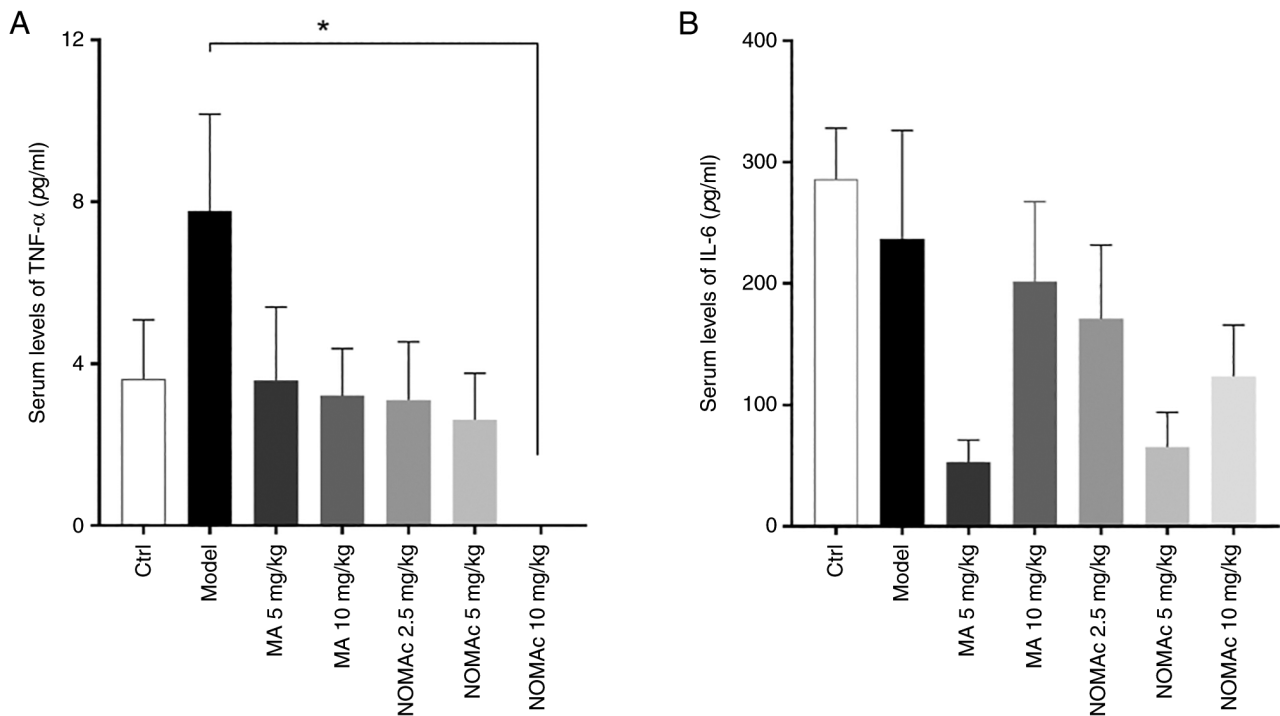 A
Serum levels of TNF-α (pg/ml)
12
8
4
0
*
Ctrl
Model
MA 5 mg/kg
MA 10 mg/kg
NOMAc 2.5 mg/kg
NOMAc 5 mg/kg
NOMAc 10 mg/kg
B
Serum levels of IL-6 (pg/ml)
400
300
200
100
0
Ctrl
Model
MA 5 mg/kg
MA 10 mg/kg
NOMAc 2.5 mg/kg
NOMAc 5 mg/kg
NOMAc 10 mg/kg